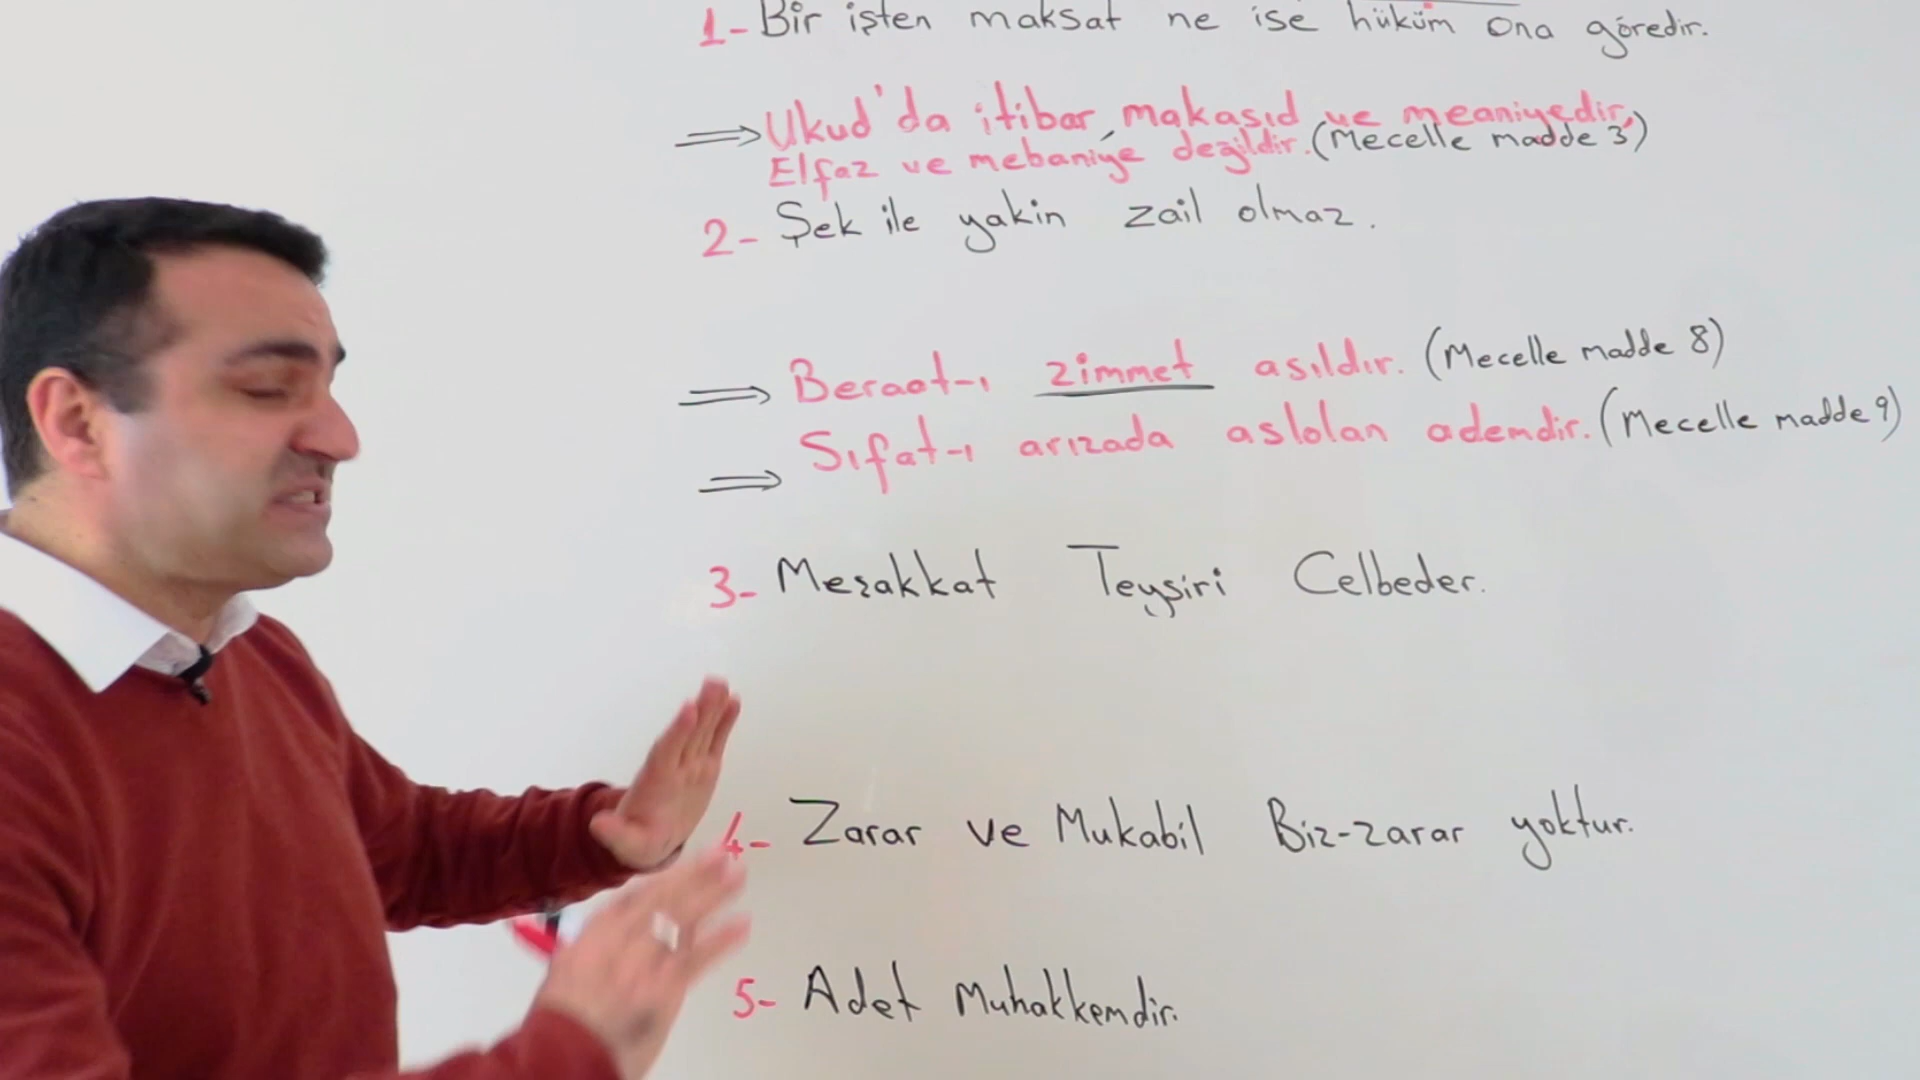 1- Bir işten maksat ne ise hüküm ona göredir.
⇒ Ukud'da itibar, makasıd ve meaniyedir,
Elfaz ve mebaniye değildir. (Mecelle madde 3)
2- Şek ile yakin zail olmaz.
⇒ Beraat-ı zimmet asıldır. (Mecelle madde 8)
⇒ Sıfat-ı arızada aslolan ademdir. (Mecelle madde 9)
3- Meşakkat Teysiri Celbeder.
4- Zarar ve Mukabil Biz-zarar yoktur.
5- Adet Muhakkemdir.